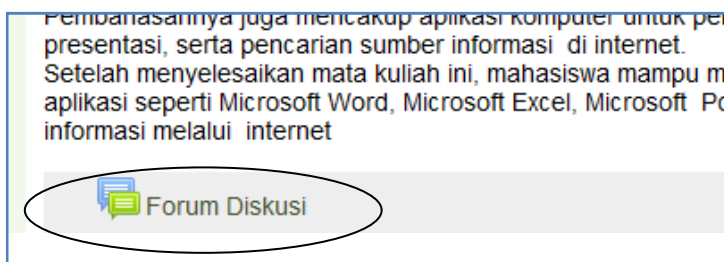 Pembahasannya juga mencakup aplikasi komputer untuk
presentasi, serta pencarian sumber informasi di internet.
Setelah menyelesaikan mata kuliah ini, mahasiswa mampu
aplikasi seperti Microsoft Word, Microsoft Excel, Microsoft
informasi melalui internet
Forum Diskusi